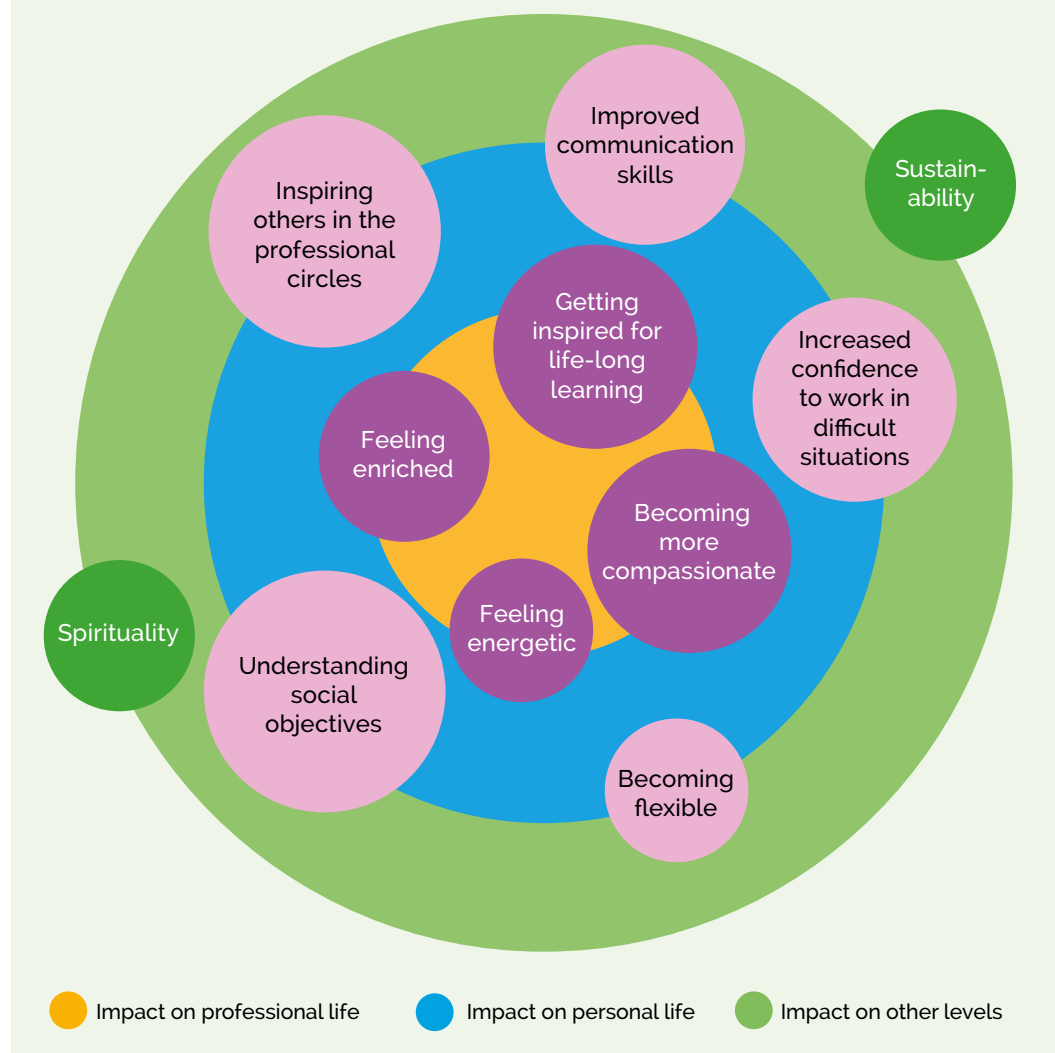 Improved
communication
skills
Sustain-
ability
Inspiring
others in the
professional
circles
Getting
inspired for
life-long
learning
Increased
confidence
to work in
difficult
situations
Feeling
enriched
Becoming
more
compassionate
Feeling
energetic
Spirituality
Understanding
social
objectives
Becoming
flexible
Impact on professional life
Impact on personal life
Impact on other levels